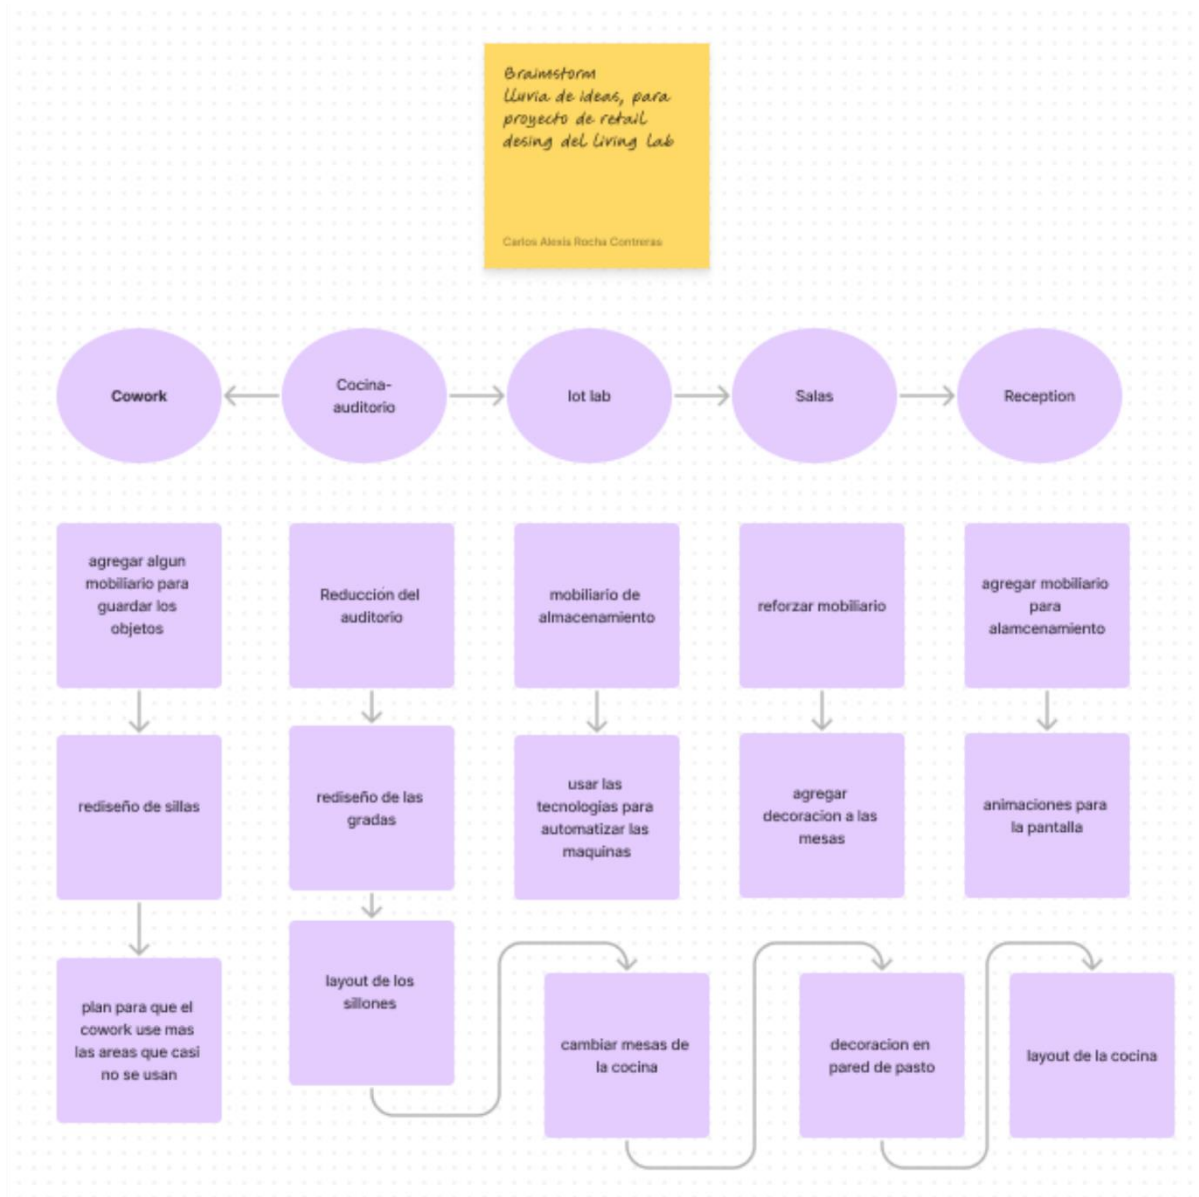 Brainstorm
lluvia de ideas, para
proyecto de retail
desing del living lab
Carlos Alexis Rocha Contreras
Cowork
Cocina-
auditorio
Iot lab
Salas
Reception
agregar algun
mobiliario para
guardar los
objetos
Reducción del
auditorio
mobiliario de
almacenamiento
reforzar mobiliario
agregar mobiliario
para
alamcenamiento
rediseño de sillas
rediseño de las
gradas
usar las
tecnologias para
automatizar las
maquinas
agregar
decoracion a las
mesas
animaciones para
la pantalla
plan para que el
cowork use mas
las areas que casi
no se usan
layout de los
sillones
cambiar mesas de
la cocina
decoracion en
pared de pasto
layout de la cocina